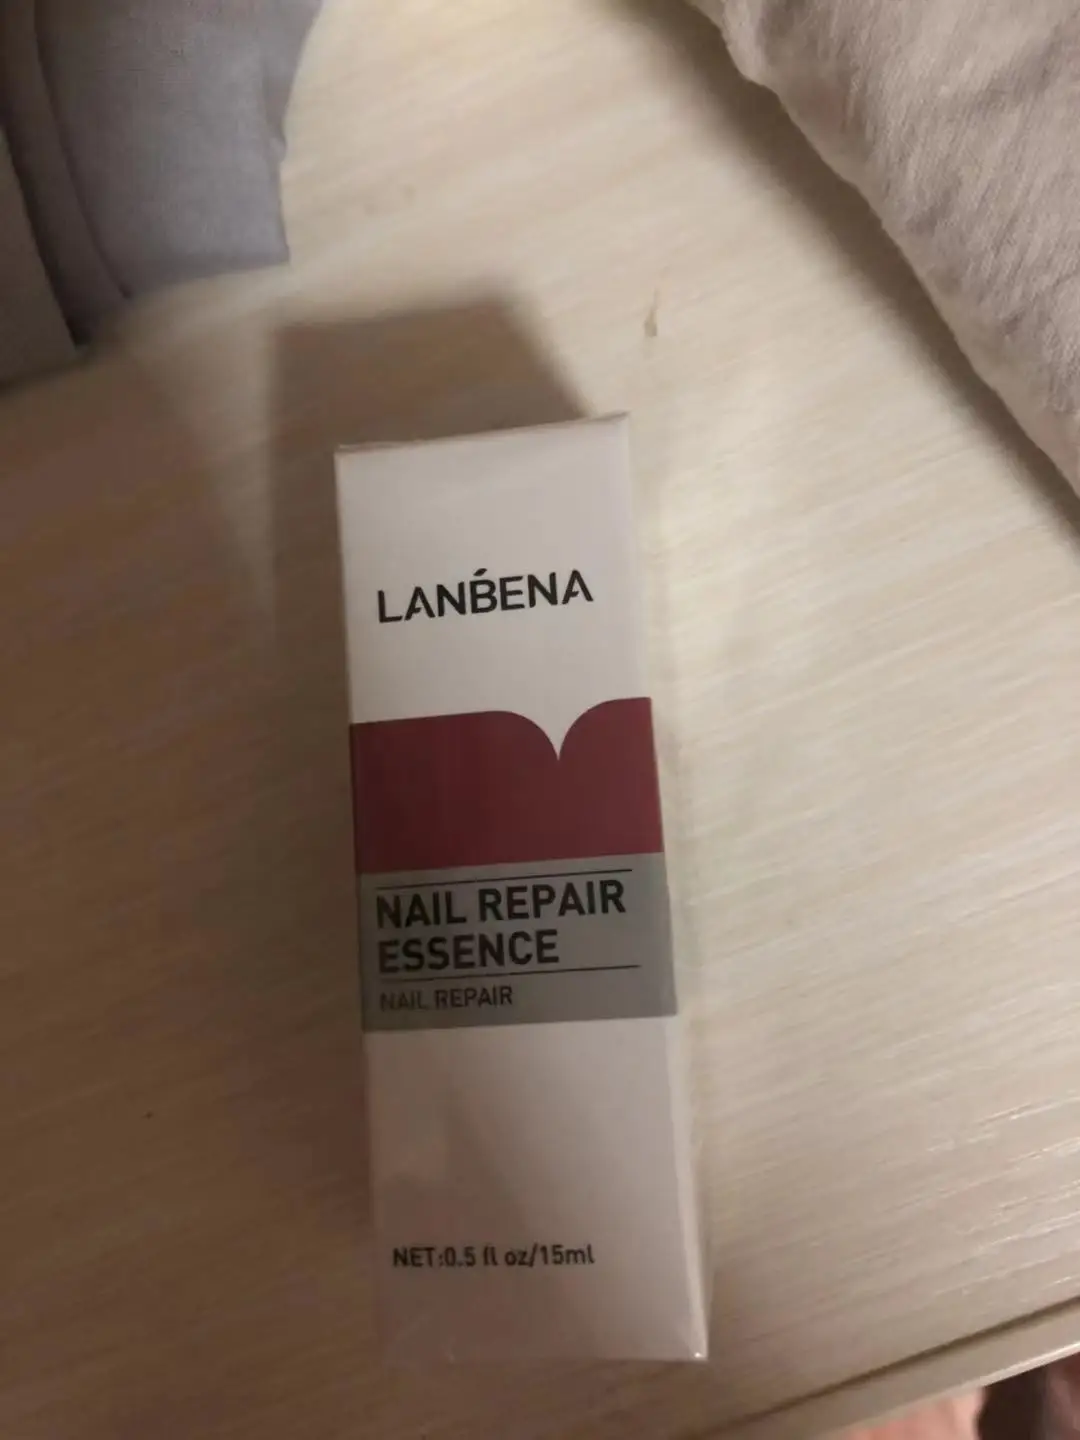 LANBENA
NAIL REPAIR
ESSENCE
NAIL REPAIR
NET:0.5 fl oz/15ml